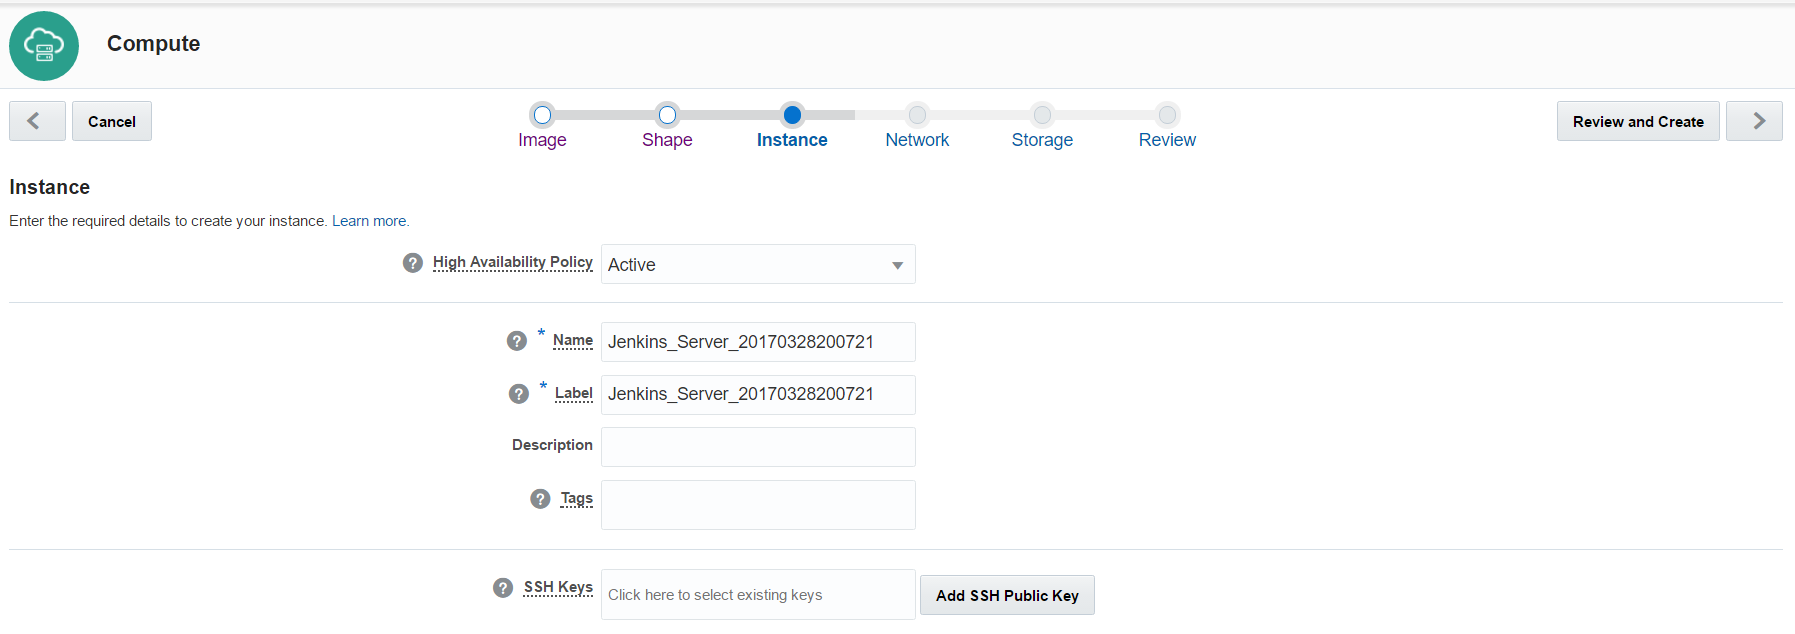 Compute
Cancel
Image Shape Instance Network Storage Review
Review and Create
Instance
Enter the required details to create your instance. Learn more.
? High Availability Policy Active
? * Name Jenkins_Server_20170328200721
? * Label Jenkins_Server_20170328200721
Description
? Tags
? SSH Keys Click here to select existing keys Add SSH Public Key